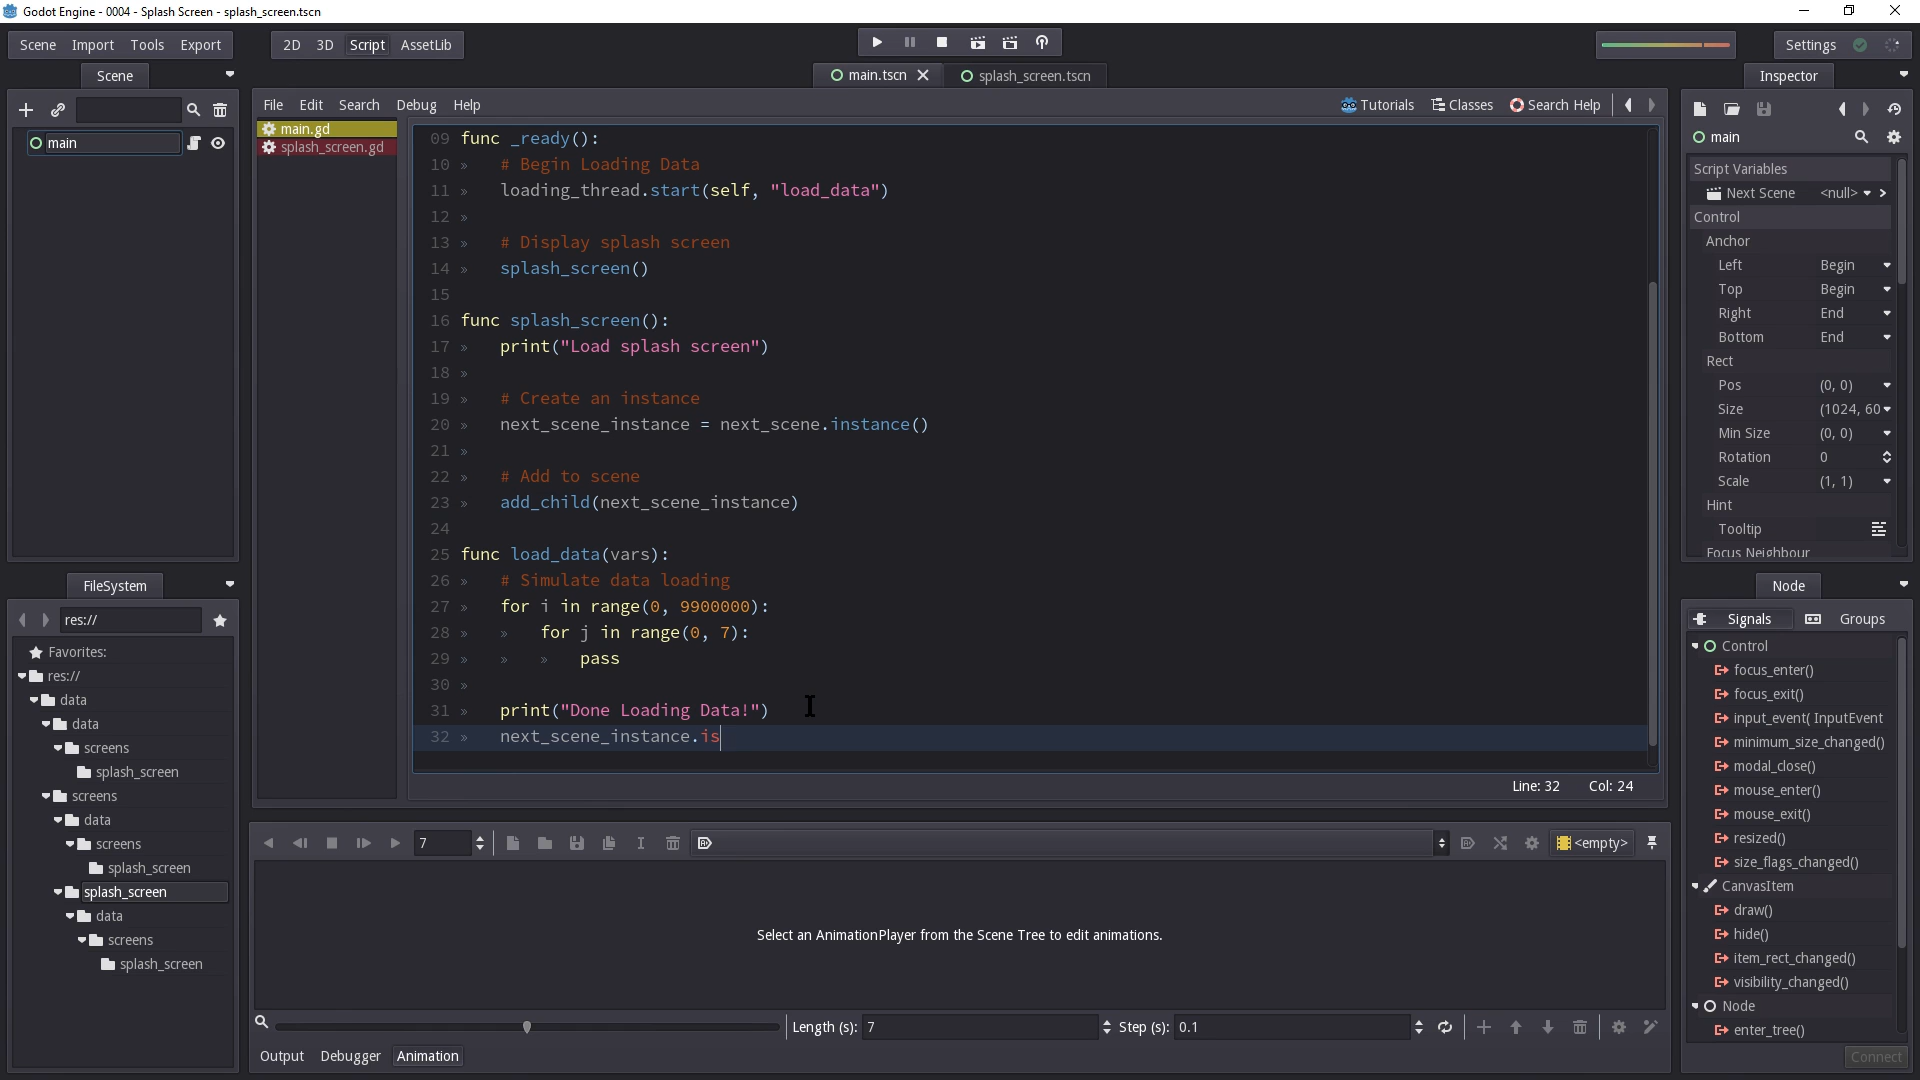 Godot Engine - 0004 - Splash Screen - splash_screen.tscn
Scene Import Tools Export
2D 3D Script AssetLib
Settings
Scene
main.tscn
splash_screen.tscn
Inspector
File Edit Search Debug Help
Tutorials Classes Search Help
main
main.gd
splash_screen.gd
09 func _ready():
10 » # Begin Loading Data
11 » loading_thread.start(self, "load_data")
12 »
13 » # Display splash screen
14 » splash_screen()
15
16 func splash_screen():
17 » print("Load splash screen")
18 »
19 » # Create an instance
20 » next_scene_instance = next_scene.instance()
21 »
22 » # Add to scene
23 » add_child(next_scene_instance)
24
25 func load_data(vars):
26 » # Simulate data loading
27 » for i in range(0, 9900000):
28 » » for j in range(0, 7):
29 » » » pass
30 »
31 » print("Done Loading Data!")
32 » next_scene_instance.is
Line: 32 Col: 24
main
Script Variables
Next Scene <null>
Control
Anchor
Left Begin
Top Begin
Right End
Bottom End
Rect
Pos (0, 0)
Size (1024, 60
Min Size (0, 0)
Rotation 0
Scale (1, 1)
Hint
Tooltip
Focus Neighbour
FileSystem
res://
Favorites:
res://
data
data
screens
splash_screen
screens
data
screens
splash_screen
splash_screen
data
screens
splash_screen
7
<empty>
Select an AnimationPlayer from the Scene Tree to edit animations.
Length (s): 7 Step (s): 0.1
Output Debugger Animation
Node
Signals Groups
Control
focus_enter()
focus_exit()
input_event( InputEvent
minimum_size_changed()
modal_close()
mouse_enter()
mouse_exit()
resized()
size_flags_changed()
CanvasItem
draw()
hide()
item_rect_changed()
visibility_changed()
Node
enter_tree()
Connect